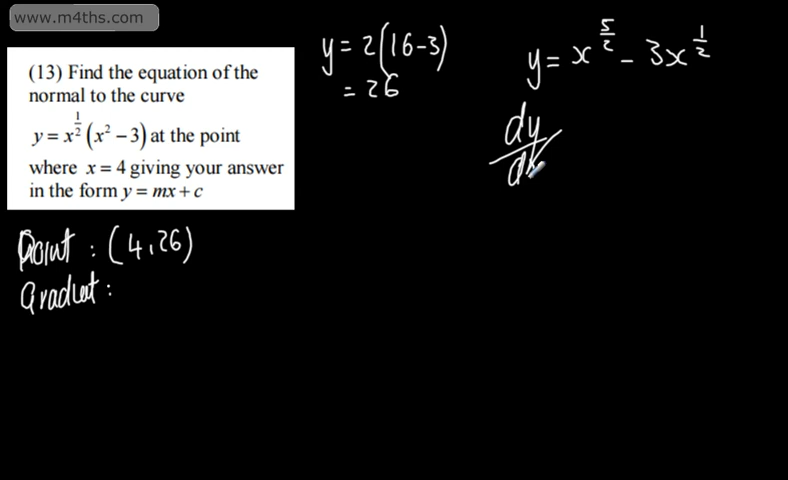 www.m4ths.com
(13) Find the equation of the
normal to the curve
y = x^{1/2}(x² − 3) at the point
where x = 4 giving your answer
in the form y = mx + c
y = 2(16-3)
= 26
y = x^{5/2} - 3x^{1/2}
dy/dx
Point : (4, 26)
Gradient :